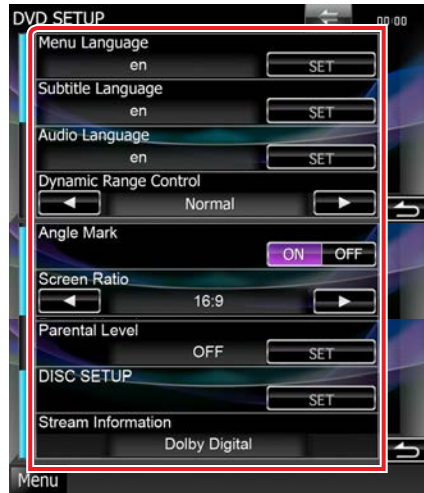 DVD SETUP
00:00
Menu Language
en SET
Subtitle Language
en SET
Audio Language
en SET
Dynamic Range Control
Normal
Angle Mark
ON OFF
Screen Ratio
16:9
Parental Level
OFF SET
DISC SETUP
SET
Stream Information
Dolby Digital
Menu